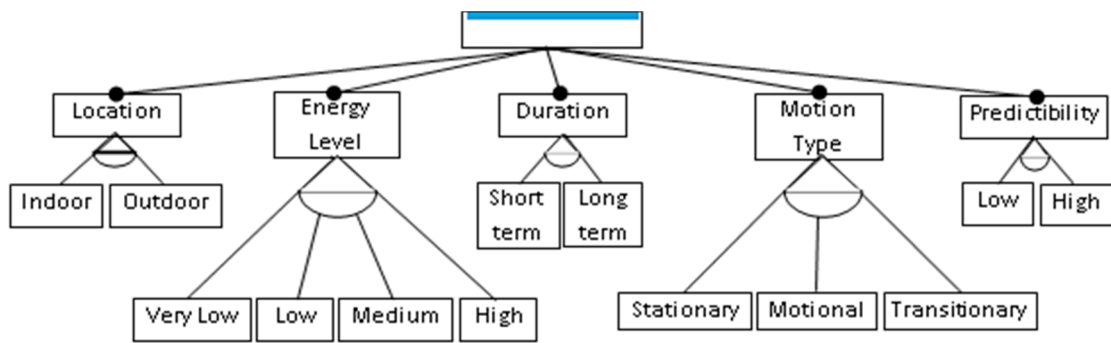 Location
Energy
Level
Duration
Motion
Type
Predictibility
Indoor
Outdoor
Short
term
Long
term
Low
High
Very Low
Low
Medium
High
Stationary
Motional
Transitionary